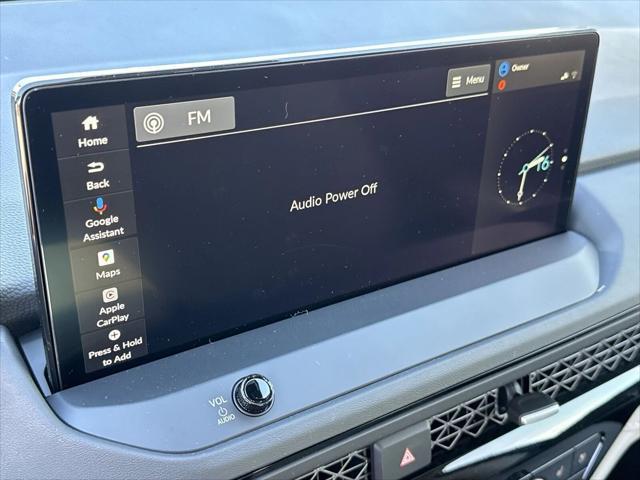 FM
Menu
Owner
Home
Back
Google
Assistant
Maps
Apple
CarPlay
Press & Hold
to Add
Audio Power Off
16
VOL
AUDIO